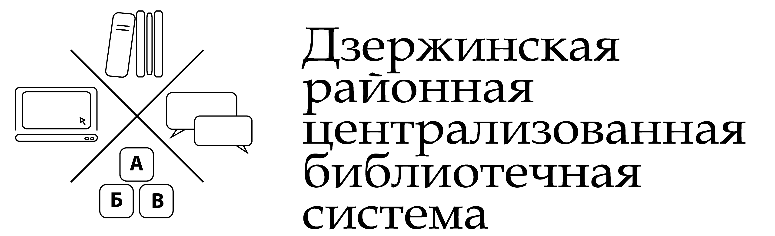 А
Б В
Дзержинская
районная
централизованная
библиотечная
система